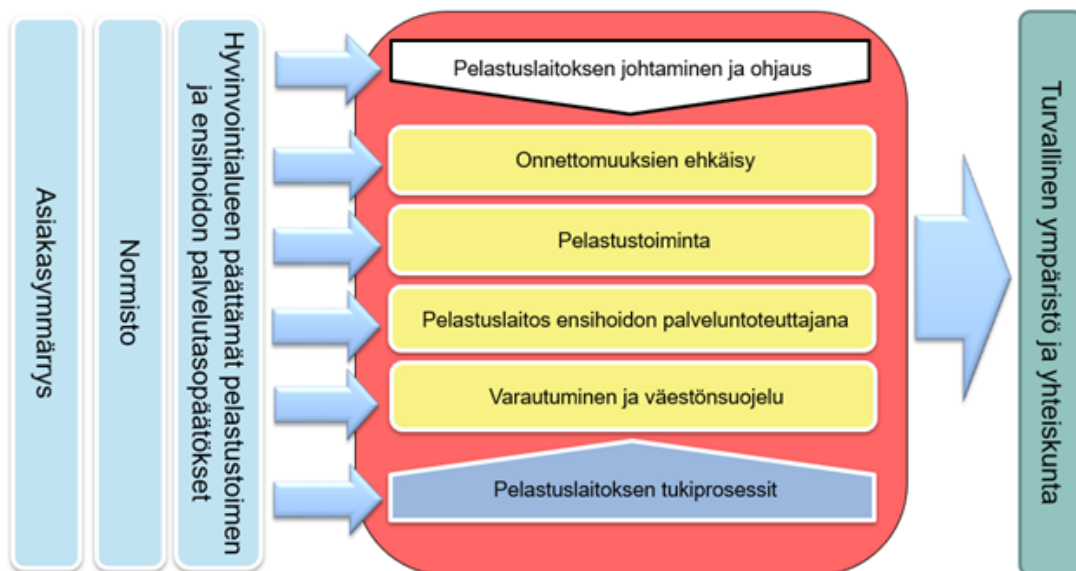 Asiakasymmärrys
Normisto
Hyvinvointialueen päättämät pelastustoimen
ja ensihoidon palvelutasopäätökset
Pelastuslaitoksen johtaminen ja ohjaus
Onnettomuuksien ehkäisy
Pelastustoiminta
Pelastuslaitos ensihoidon palveluntoteuttajana
Varautuminen ja väestönsuojelu
Pelastuslaitoksen tukiprosessit
Turvallinen ympäristö ja yhteiskunta